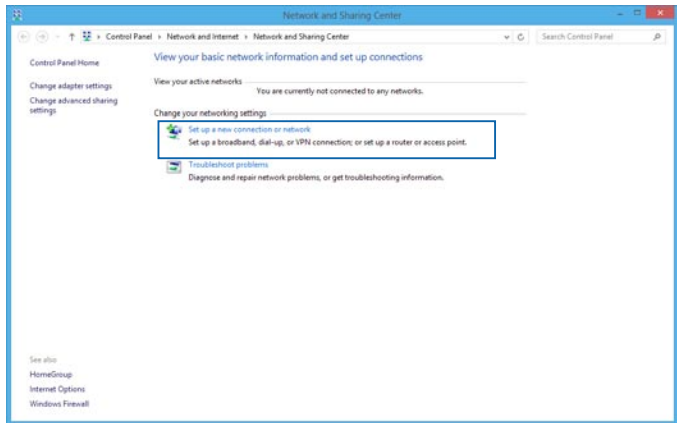 Network and Sharing Center
Control Panel › Network and Internet › Network and Sharing Center
Search Control Panel
Control Panel Home
Change adapter settings
Change advanced sharing
settings
View your basic network information and set up connections
View your active networks
You are currently not connected to any networks.
Change your networking settings
Set up a new connection or network
Set up a broadband, dial-up, or VPN connection; or set up a router or access point.
Troubleshoot problems
Diagnose and repair network problems, or get troubleshooting information.
See also
HomeGroup
Internet Options
Windows Firewall